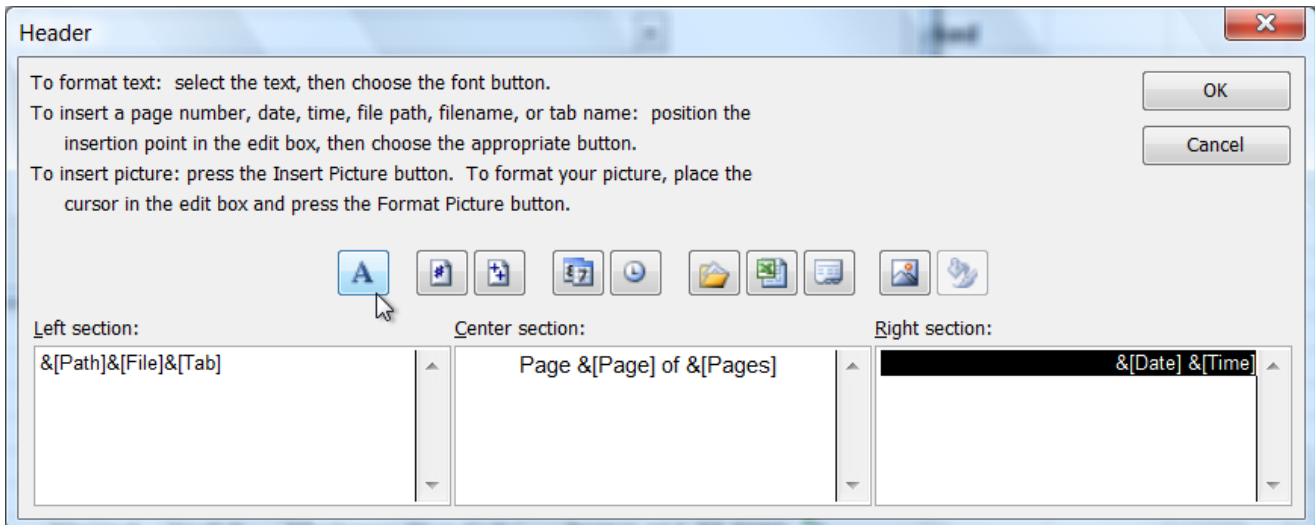 Header
To format text: select the text, then choose the font button.
To insert a page number, date, time, file path, filename, or tab name: position the
insertion point in the edit box, then choose the appropriate button.
To insert picture: press the Insert Picture button. To format your picture, place the
cursor in the edit box and press the Format Picture button.
OK
Cancel
A
Left section:
Center section:
Right section:
&[Path]&[File]&[Tab]
Page &[Page] of &[Pages]
&[Date] &[Time]